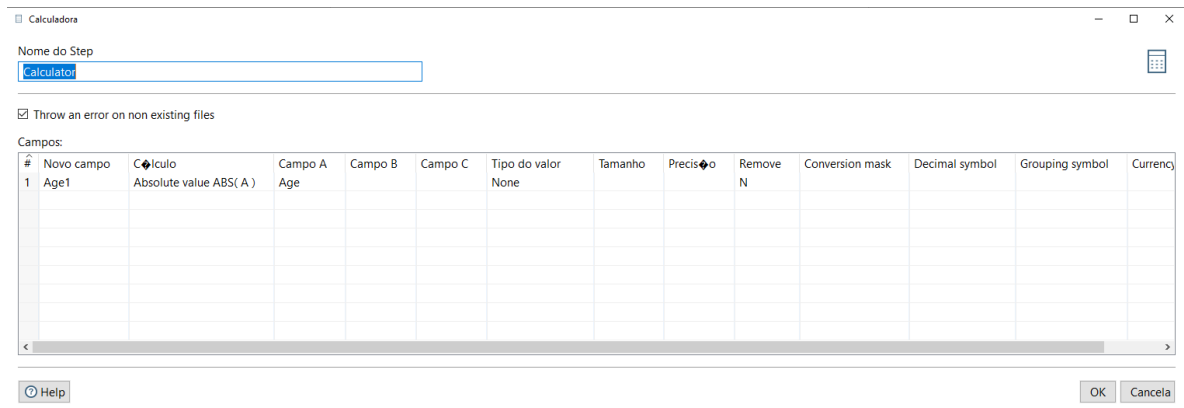 Calculadora
Nome do Step
Calculator
Throw an error on non existing files
Campos:
# Novo campo C�lculo Campo A Campo B Campo C Tipo do valor Tamanho Precis�o Remove Conversion mask Decimal symbol Grouping symbol Currency
1 Age1 Absolute value ABS( A ) Age None N
Help OK Cancela